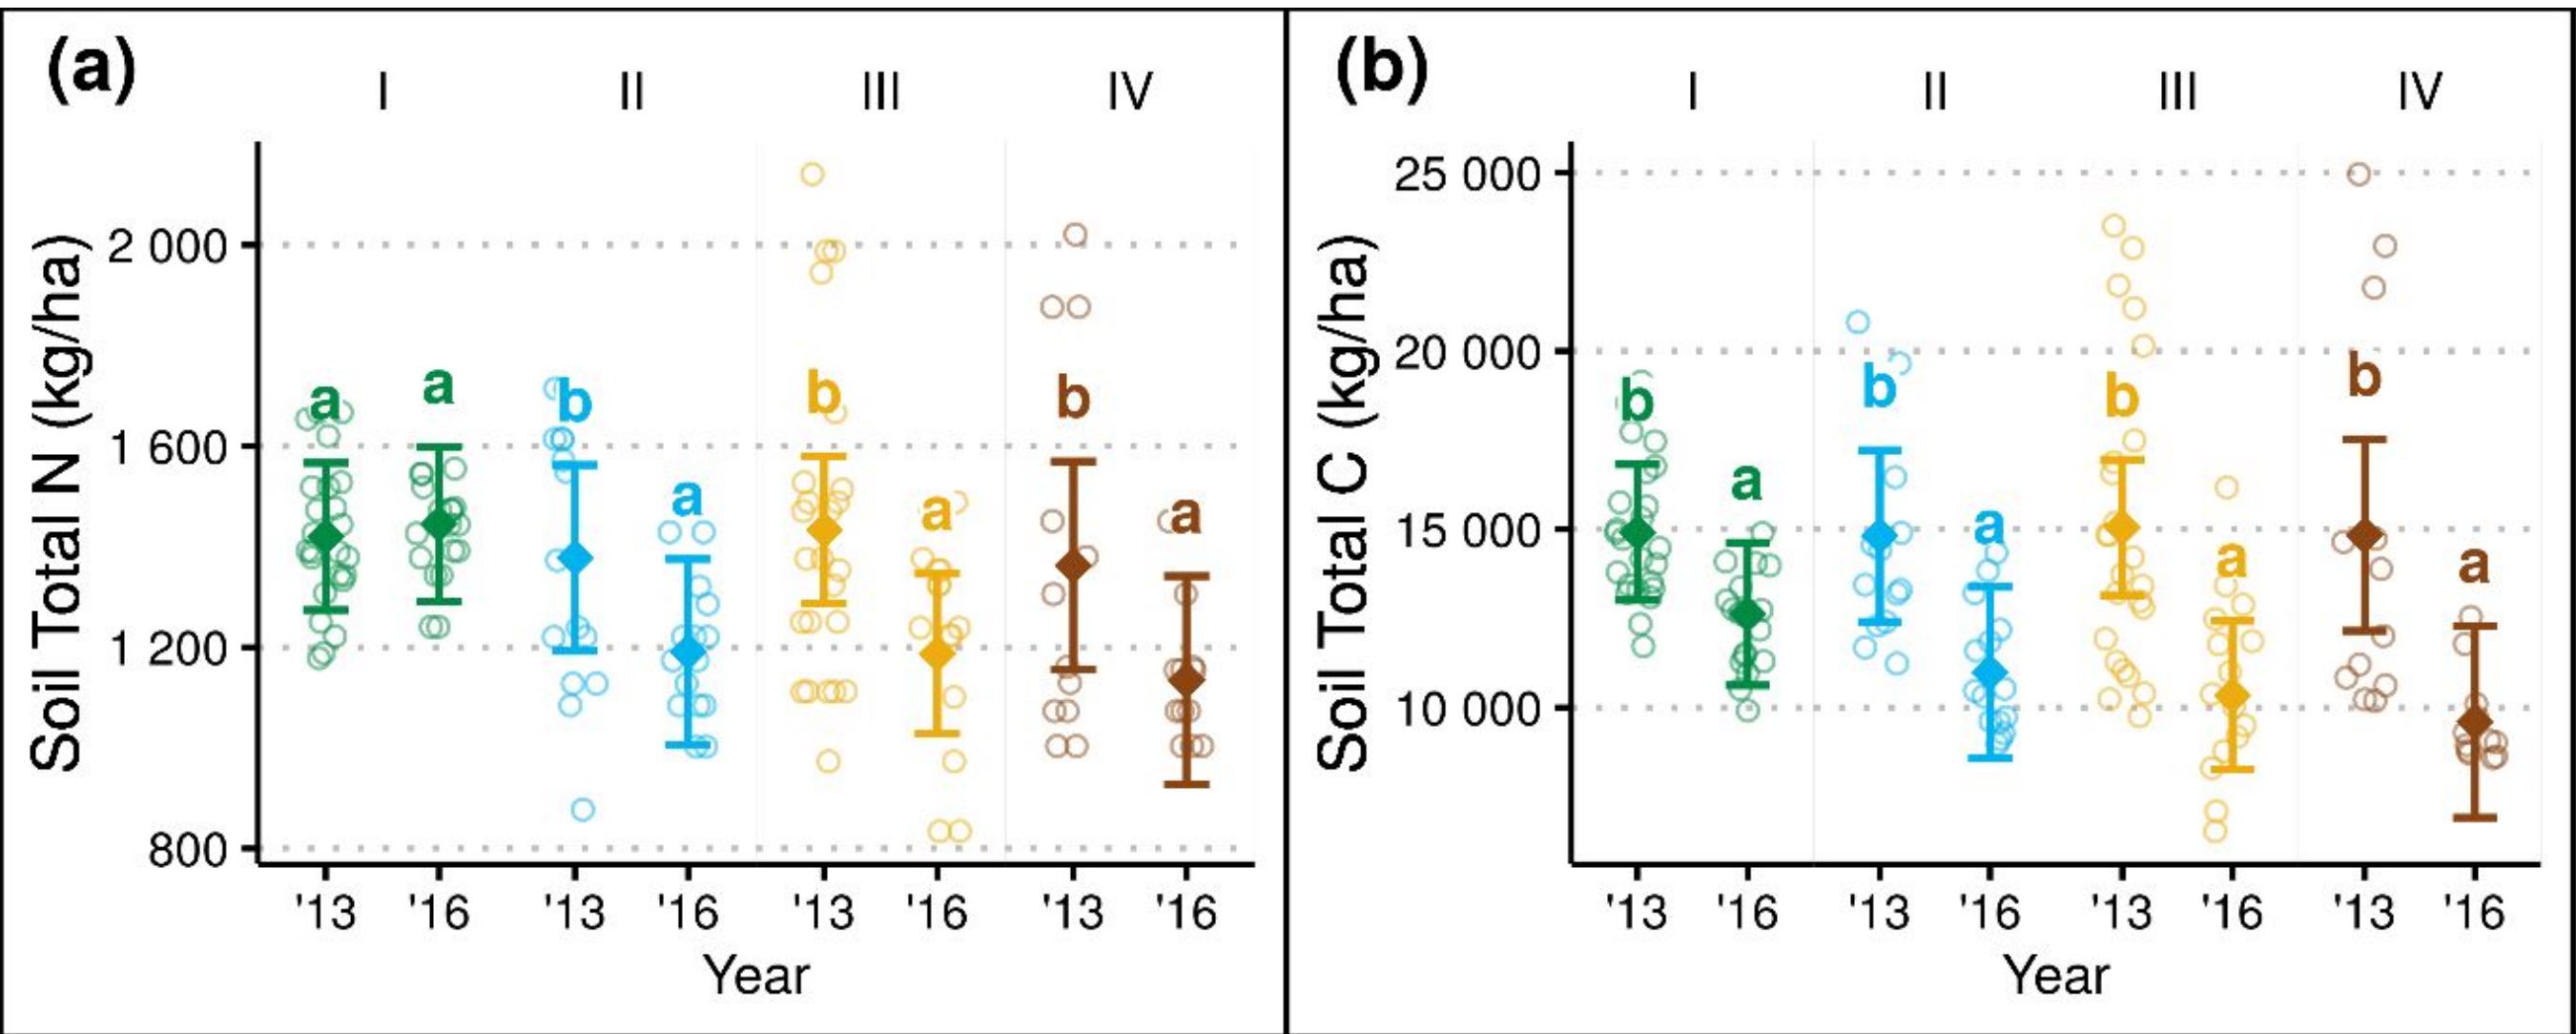 (a)
I II III IV
Soil Total N (kg/ha)
2 000
1 600
1 200
800
a a b a b a b a
'13 '16 '13 '16 '13 '16 '13 '16
Year
(b)
I II III IV
Soil Total C (kg/ha)
25 000
20 000
15 000
10 000
b a b a b a b a
'13 '16 '13 '16 '13 '16 '13 '16
Year